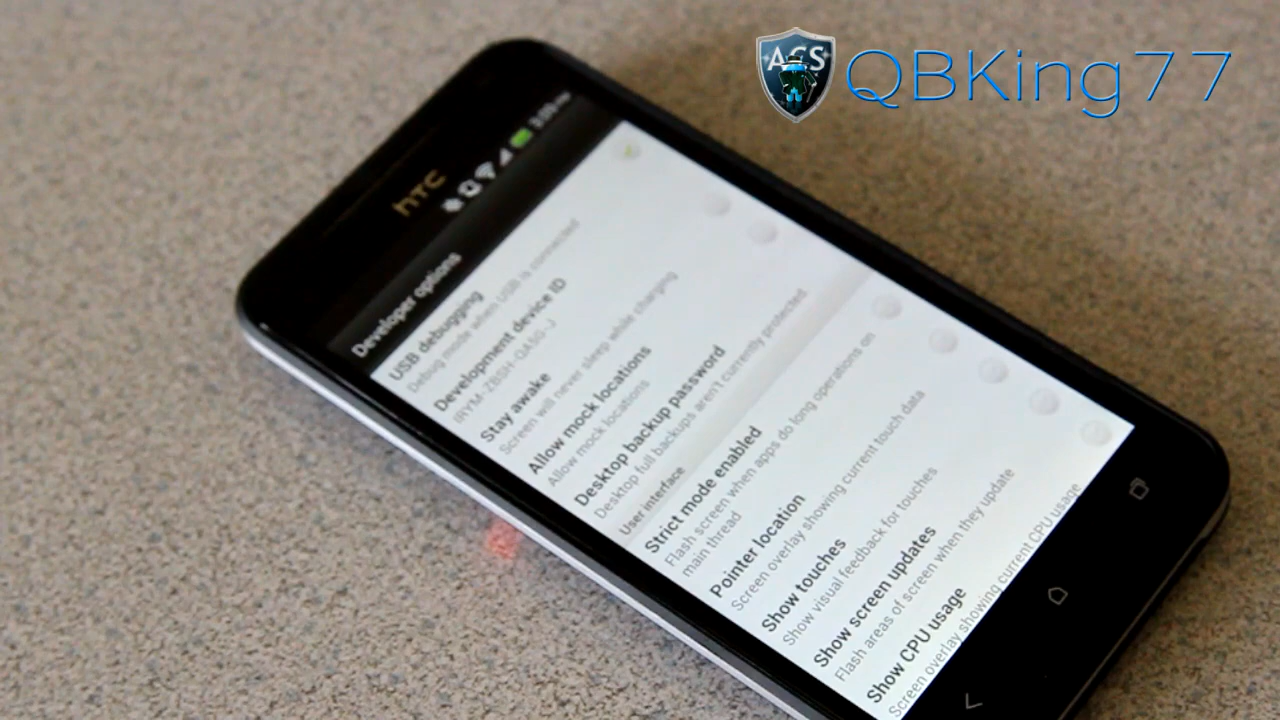 ACS
QBKing77
hTC
Developer options
USB debugging
Debug mode when USB is connected
Development device ID
Stay awake
Screen will never sleep while charging
Allow mock locations
Allow mock locations
Desktop backup password
Desktop full backups aren't currently protected
User interface
Strict mode enabled
Flash screen when apps do long operations on
main thread
Pointer location
Screen overlay showing current touch data
Show touches
Show visual feedback for touches
Show screen updates
Flash areas of screen when they update
Show CPU usage
Screen overlay showing current CPU usage